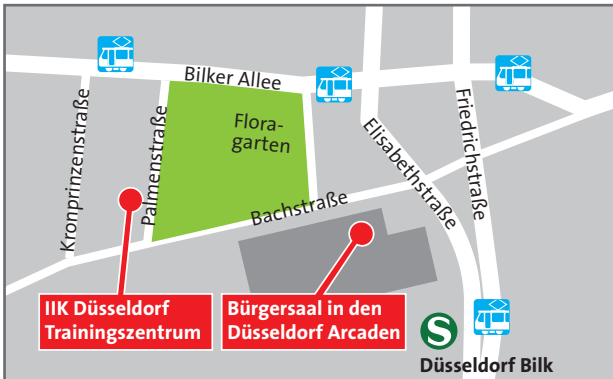 Bilker Allee
Flora-
garten
Kronprinzenstraße
Palmenstraße
Elisabethstraße
Friedrichstraße
Bachstraße
IIK Düsseldorf
Trainingszentrum
Bürgersaal in den
Düsseldorf Arcaden
S
Düsseldorf Bilk